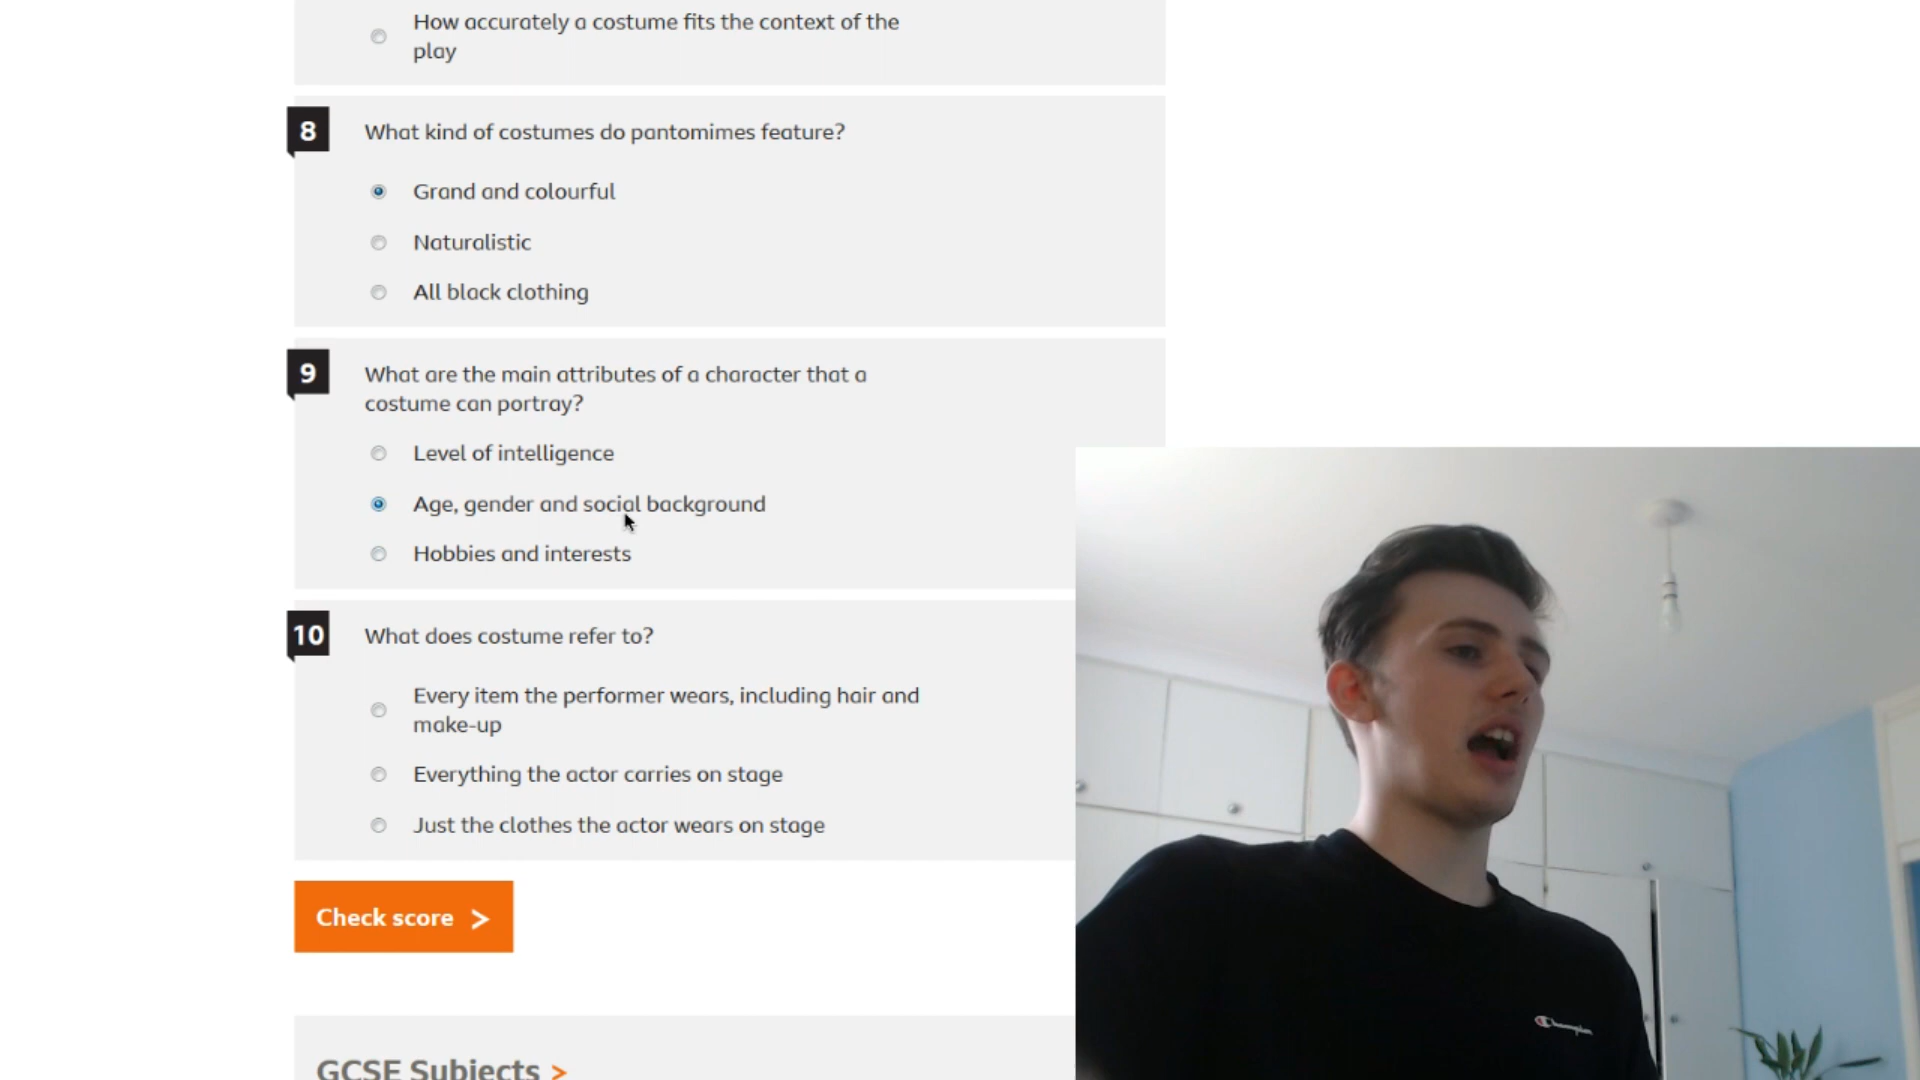 How accurately a costume fits the context of the
play
8
What kind of costumes do pantomimes feature?
Grand and colourful
Naturalistic
All black clothing
9
What are the main attributes of a character that a
costume can portray?
Level of intelligence
Age, gender and social background
Hobbies and interests
10
What does costume refer to?
Every item the performer wears, including hair and
make-up
Everything the actor carries on stage
Just the clothes the actor wears on stage
Check score >
Champion
GCSE Subjects >